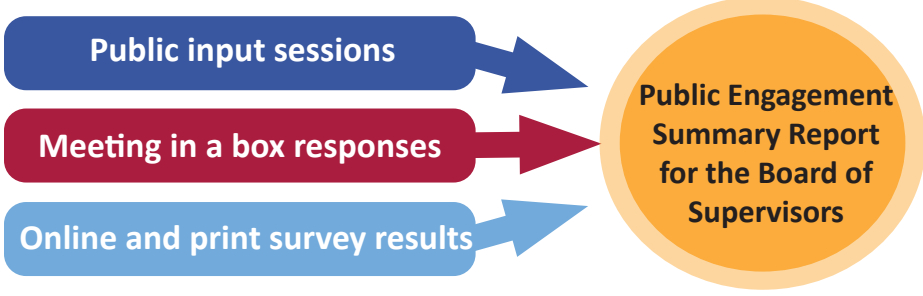 Public input sessions
Meeting in a box responses
Online and print survey results
Public Engagement
Summary Report
for the Board of
Supervisors